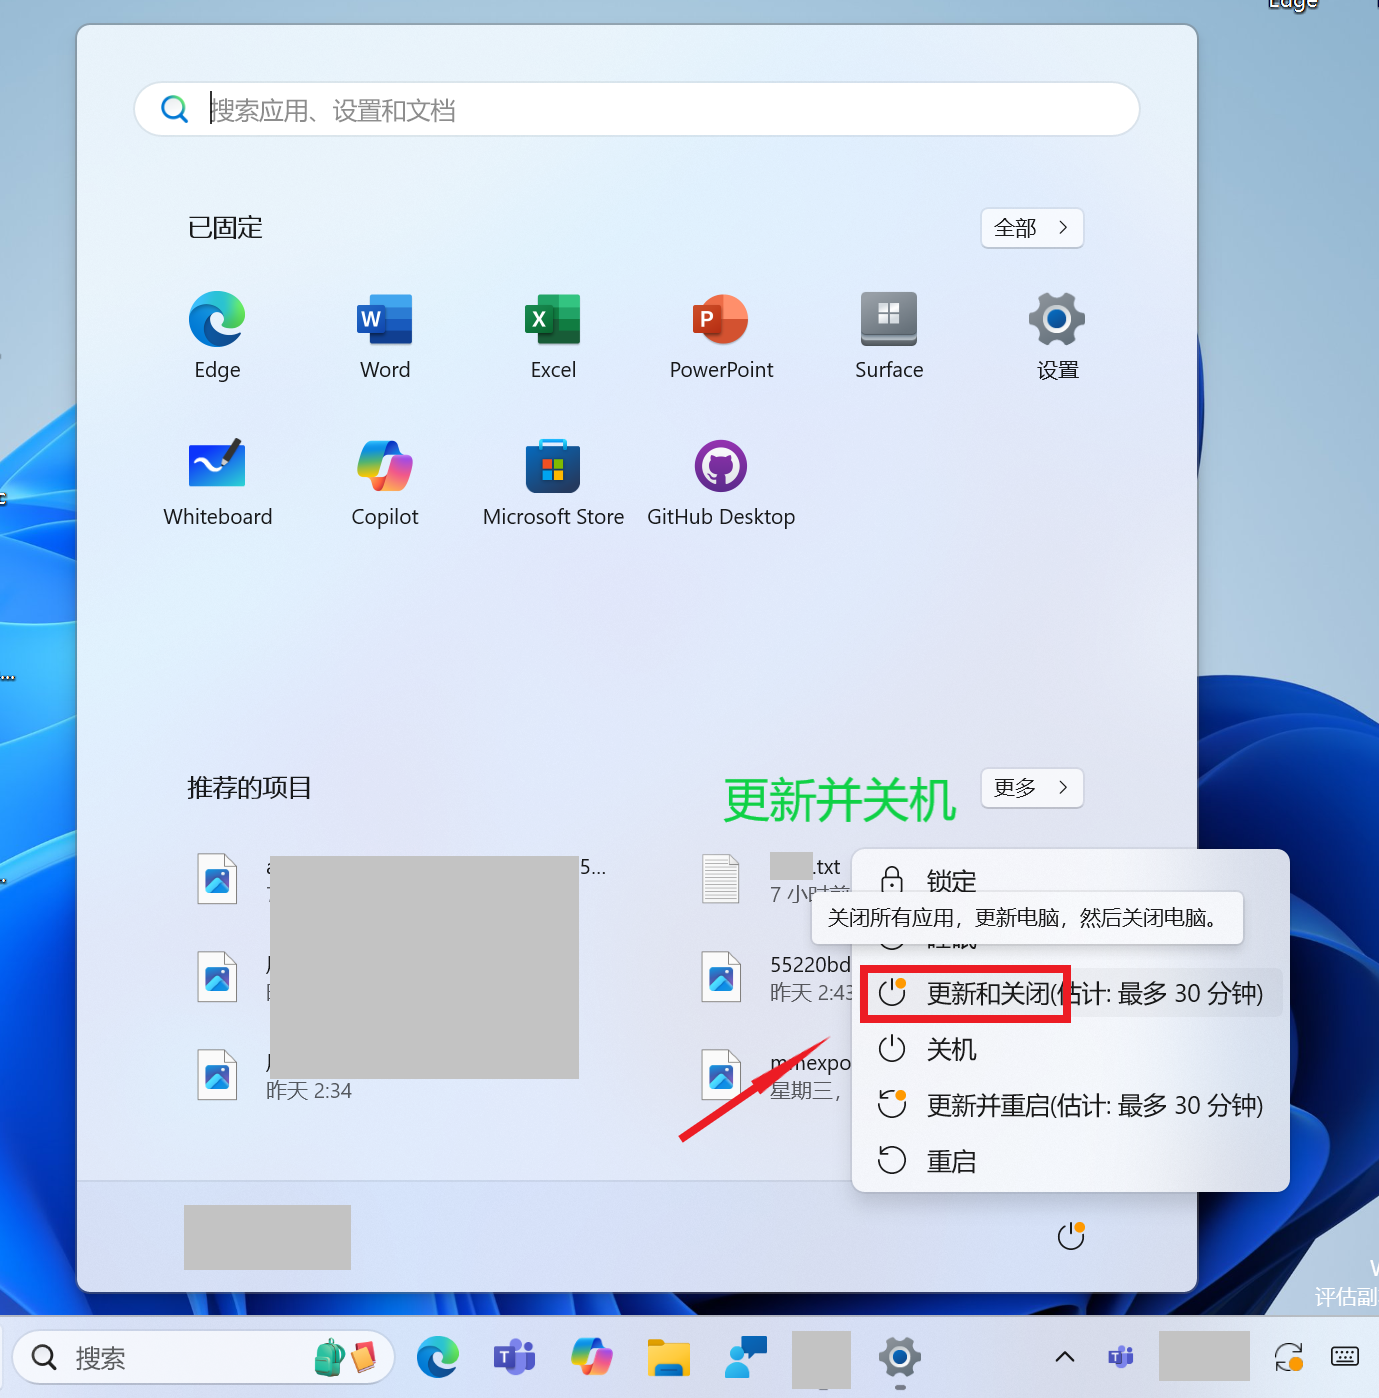 Edge
搜索应用、设置和文档
已固定
全部
Edge
Word
Excel
PowerPoint
Surface
设置
Whiteboard
Copilot
Microsoft Store
GitHub Desktop
推荐的项目
更新并关机
更多
5...
.txt
7 小时前
55220bd
昨天 2:43
mmexpo
星期三，
昨天 2:34
锁定
关闭所有应用，更新电脑，然后关闭电脑。
睡眠
更新和关闭(估计: 最多 30 分钟)
关机
更新并重启(估计: 最多 30 分钟)
重启
评估副
搜索